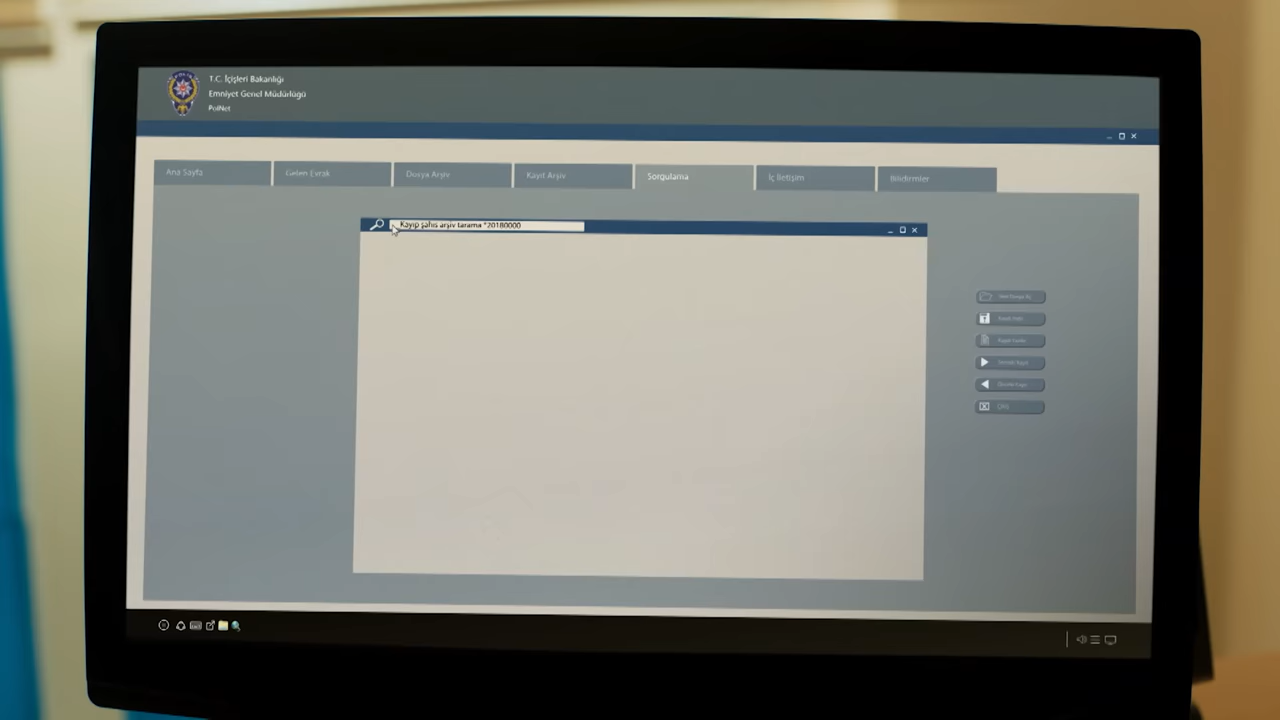 T.C. İçişleri Bakanlığı
Emniyet Genel Müdürlüğü
PolNet
Ana Sayfa
Gelen Evrak
Dosya Arşiv
Kayıt Arşiv
Sorgulama
İç İletişim
Bildirimler
Kayıp şahıs arşiv tarama *20180000